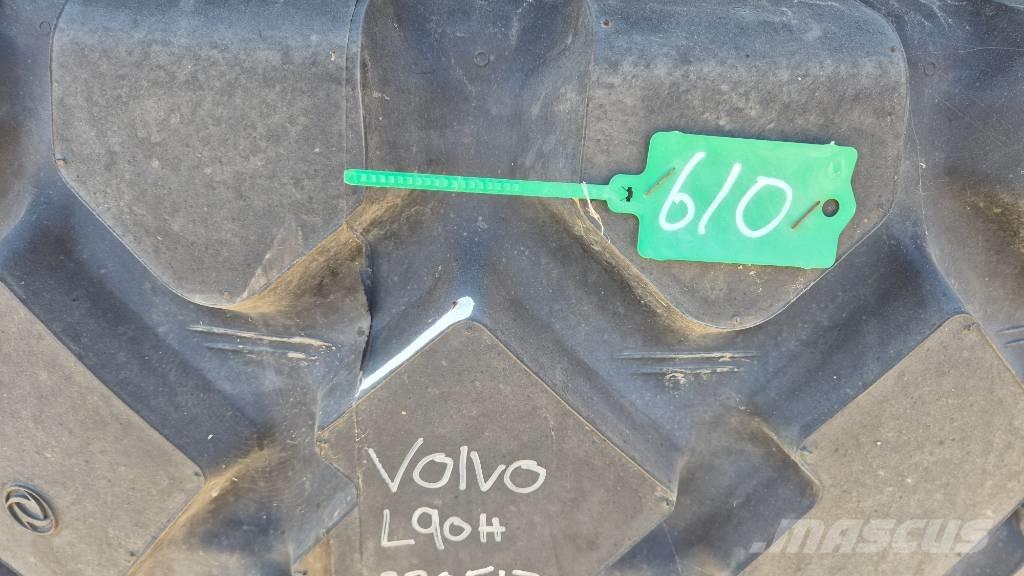 610
Volvo
L90H
MASCUS